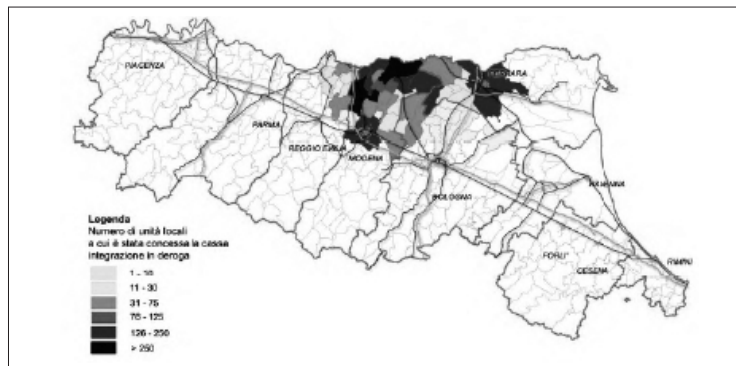 PIACENZA
PARMA
REGGIO EMILIA
MODENA
FERRARA
BOLOGNA
RAVENNA
FORLI'
CESENA
RIMINI
Legenda
Numero di unità locali
a cui è stata concessa la cassa
integrazione in deroga
1 - 10
11 - 30
31 - 75
76 - 125
126 - 250
> 250